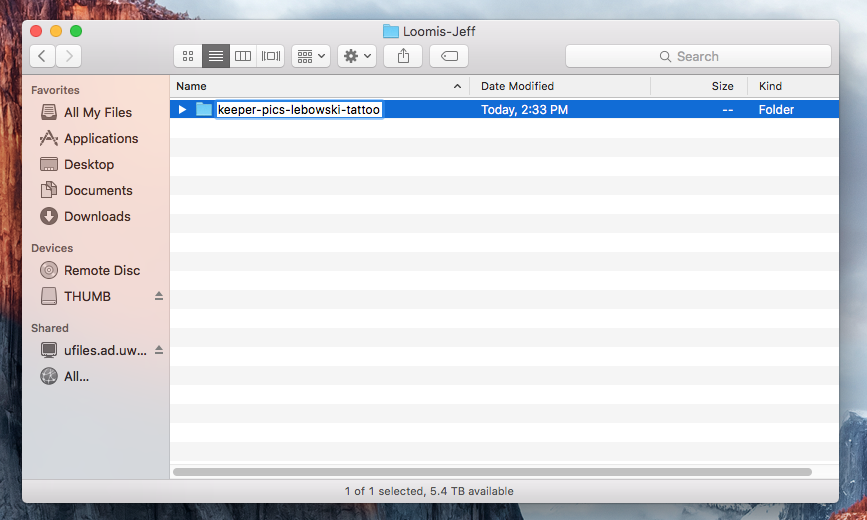 Loomis-Jeff
Search
Favorites
All My Files
Applications
Desktop
Documents
Downloads
Devices
Remote Disc
THUMB
Shared
ufiles.ad.uw...
All...
Name Date Modified Size Kind
keeper-pics-lebowski-tattoo Today, 2:33 PM -- Folder
1 of 1 selected, 5.4 TB available